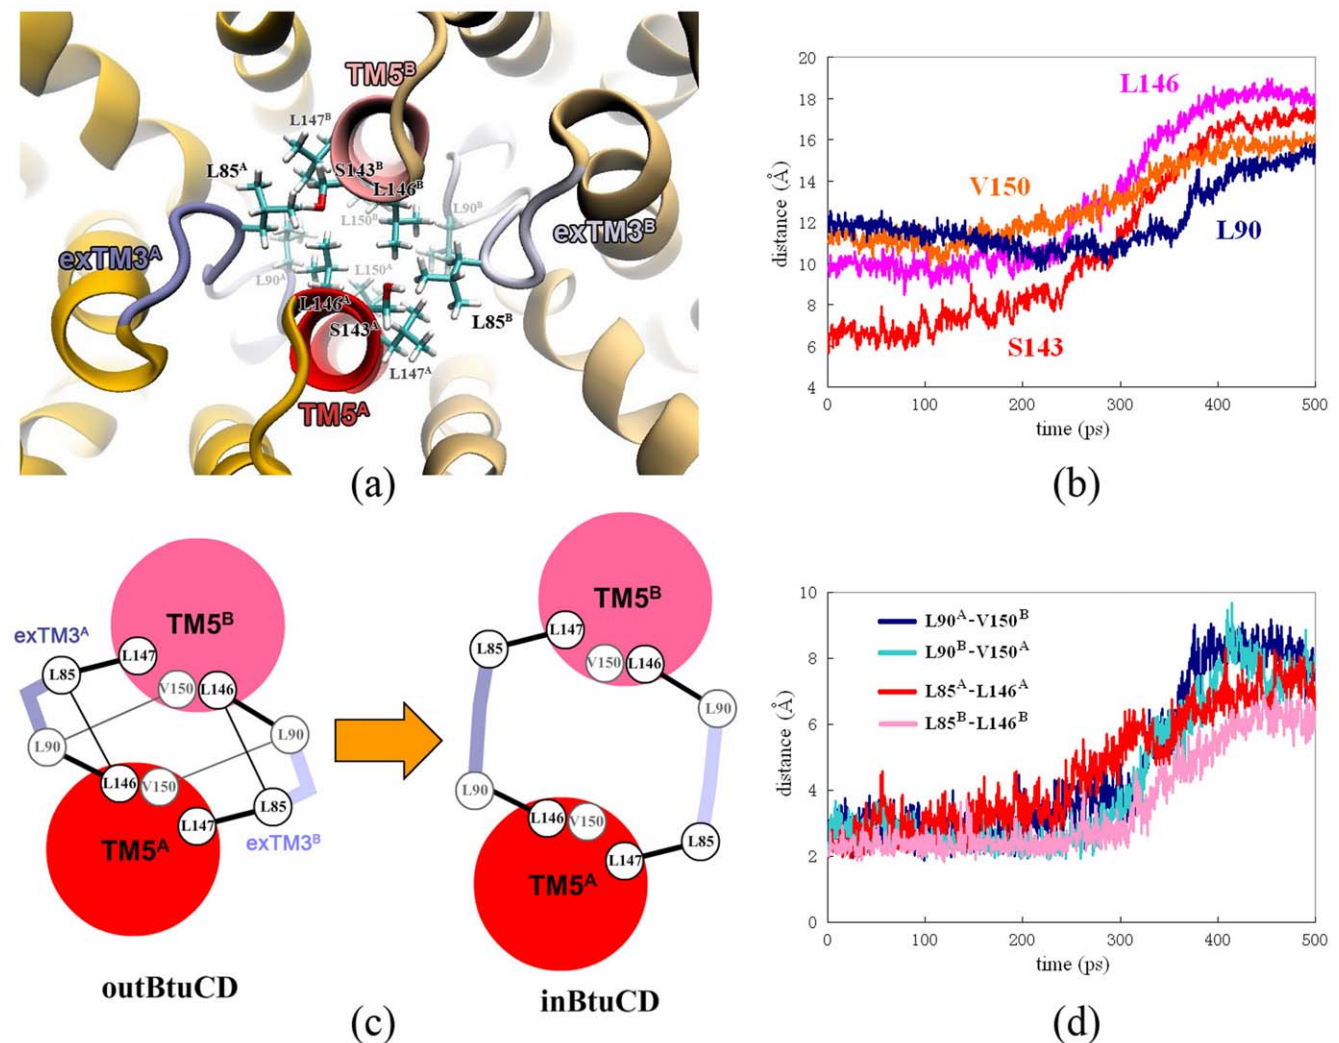 TM5ᴮ
L147ᴮ
L85ᴬ
S143ᴮ
L146ᴮ
L150ᴮ
L90ᴮ
exTM3ᴮ
exTM3ᴬ
L90ᴬ
L150ᴬ
L146ᴬ
S143ᴬ
L85ᴮ
L147ᴬ
TM5ᴬ
(a)
20
18
16
14
12
10
8
6
4
distance (Å)
L146
V150
L90
S143
0 100 200 300 400 500
time (ps)
(b)
TM5ᴮ
exTM3ᴬ
L147
L85
V150
L146
L90
L90
L146
V150
L85
L147
TM5ᴬ
exTM3ᴮ
outBtuCD
TM5ᴮ
L147
L85
V150
L146
L90
L90
L146
V150
L85
L147
TM5ᴬ
inBtuCD
(c)
10
8
6
4
2
0
distance (Å)
L90ᴬ-V150ᴮ
L90ᴮ-V150ᴬ
L85ᴬ-L146ᴬ
L85ᴮ-L146ᴮ
0 100 200 300 400 500
time (ps)
(d)